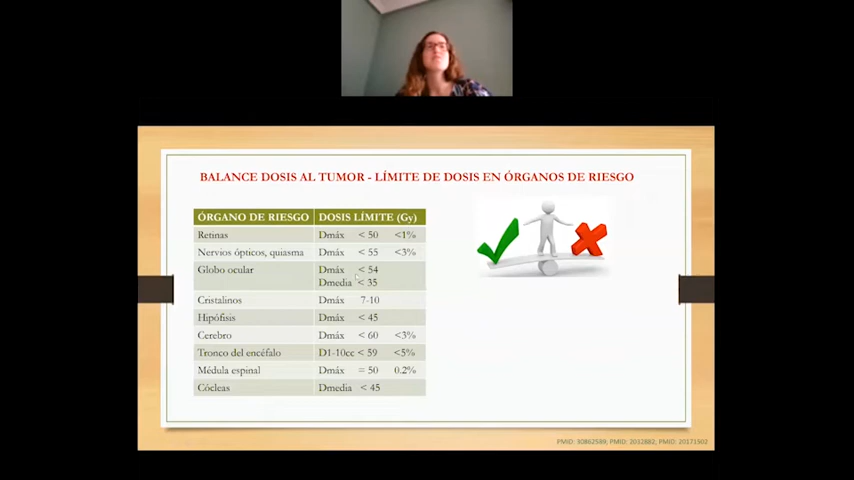 BALANCE DOSIS AL TUMOR - LÍMITE DE DOSIS EN ÓRGANOS DE RIESGO
ÓRGANO DE RIESGO DOSIS LÍMITE (Gy)
Retinas Dmáx < 50 <1%
Nervios ópticos, quiasma Dmáx < 55 <3%
Globo ocular Dmáx < 54
Dmedia < 35
Cristalinos Dmáx 7-10
Hipófisis Dmáx < 45
Cerebro Dmáx < 60 <3%
Tronco del encéfalo D1-10cc < 59 <5%
Médula espinal Dmáx = 50 0.2%
Cócleas Dmedia < 45
PMID: 30862589, PMID: 2032882, PMID: 20171502